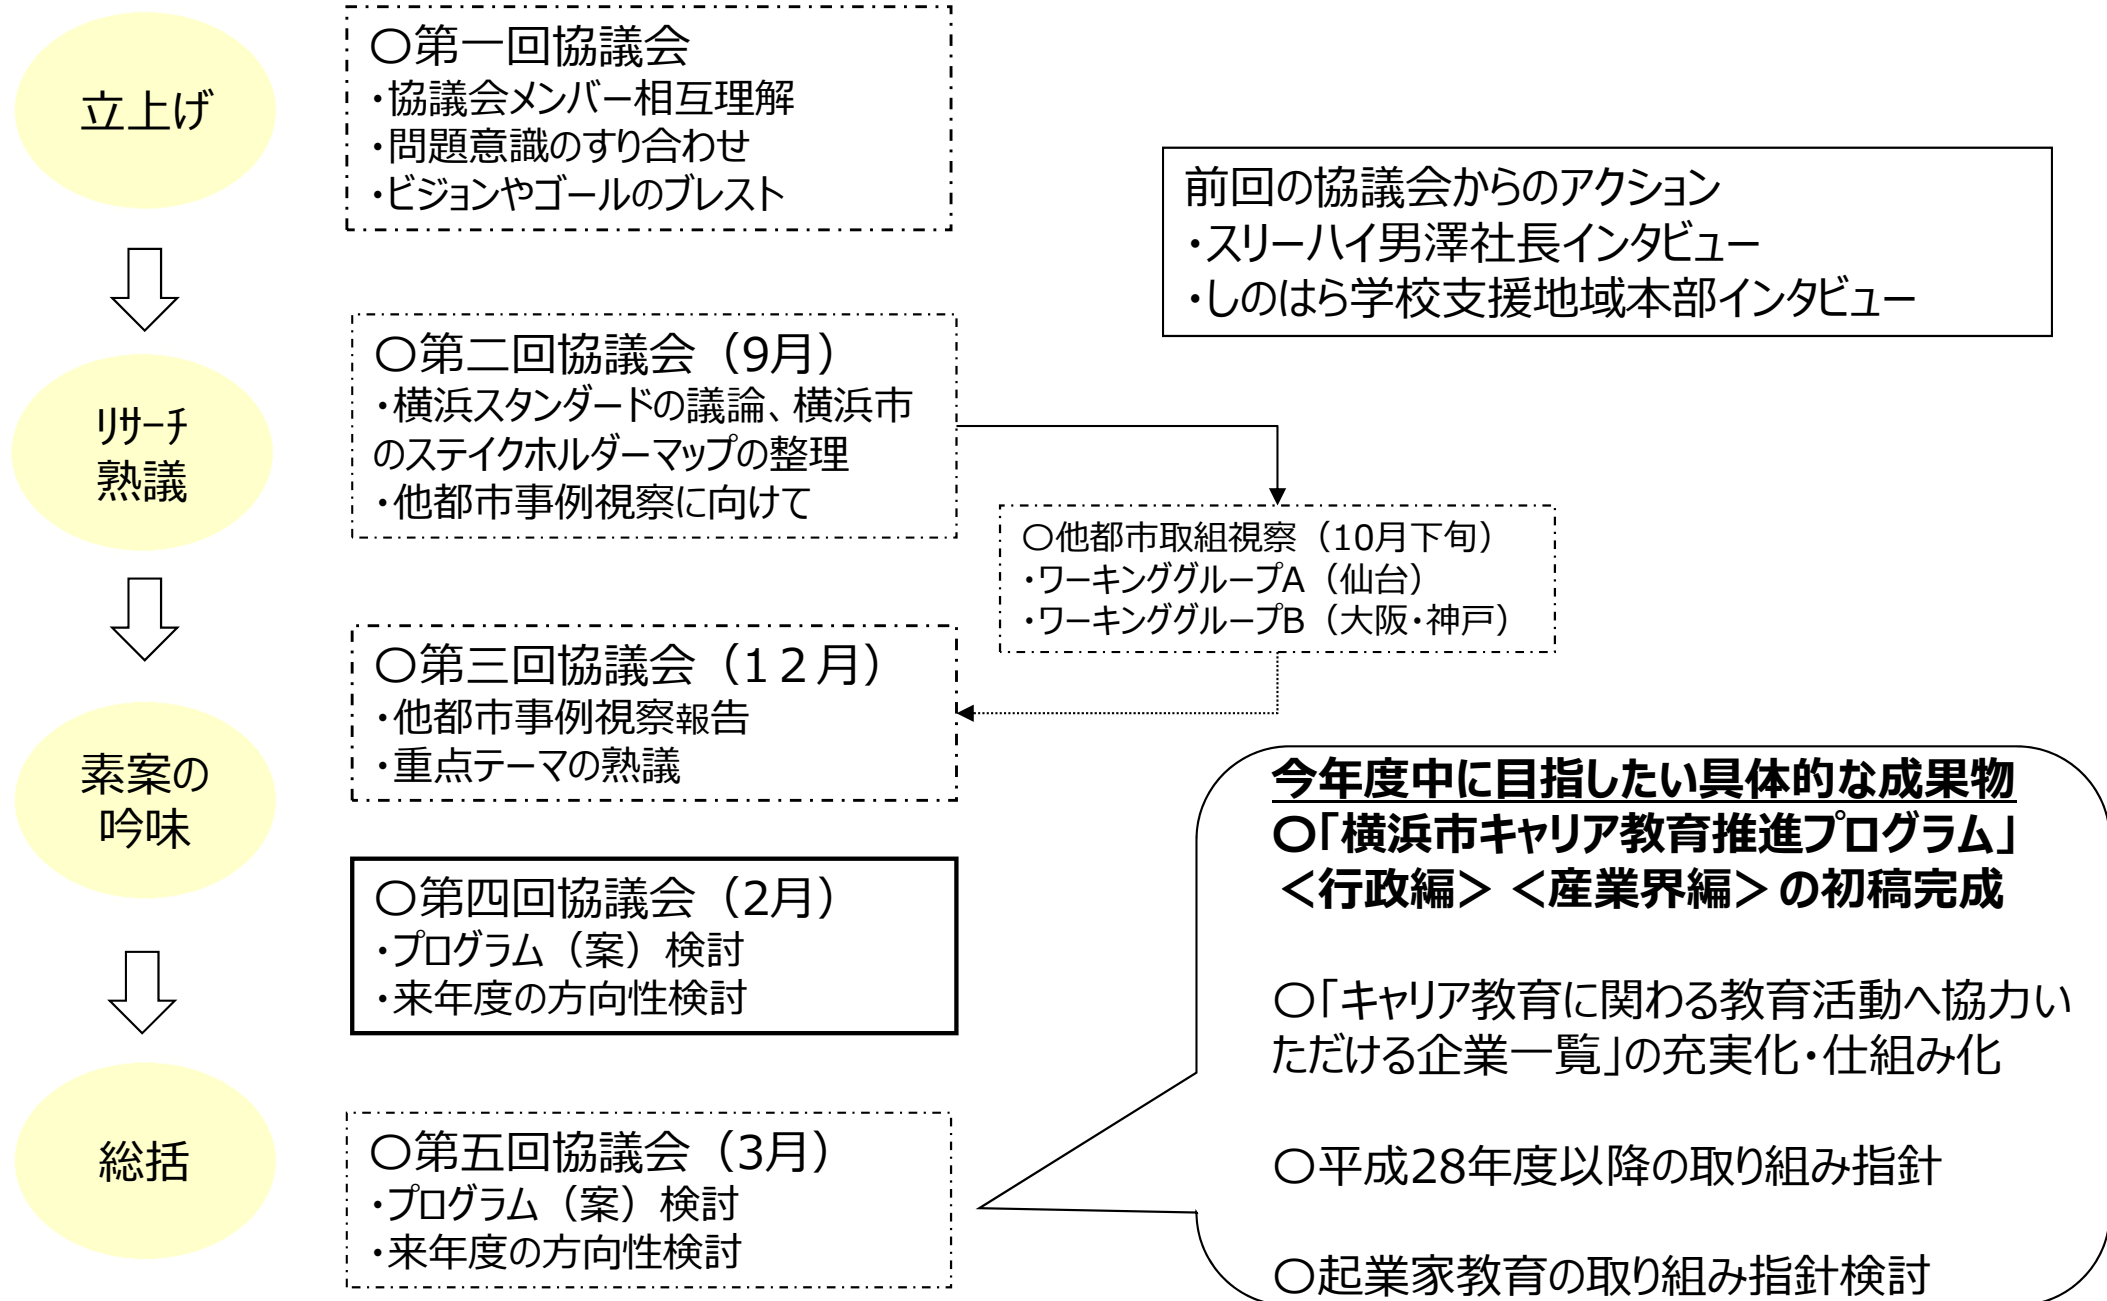 立上げ
〇第一回協議会
・協議会メンバー相互理解
・問題意識のすり合わせ
・ビジョンやゴールのブレスト
前回の協議会からのアクション
・スリーハイ男澤社長インタビュー
・しのはら学校支援地域本部インタビュー
リサーチ
熟議
〇第二回協議会（9月）
・横浜スタンダードの議論、横浜市
のステイクホルダーマップの整理
・他都市事例視察に向けて
〇他都市取組視察（10月下旬）
・ワーキンググループA（仙台）
・ワーキンググループB（大阪・神戸）
〇第三回協議会（1２月）
・他都市事例視察報告
・重点テーマの熟議
素案の
吟味
〇第四回協議会（2月）
・プログラム（案）検討
・来年度の方向性検討
総括
〇第五回協議会（3月）
・プログラム（案）検討
・来年度の方向性検討
今年度中に目指したい具体的な成果物
〇「横浜市キャリア教育推進プログラム」
＜行政編＞＜産業界編＞の初稿完成
〇「キャリア教育に関わる教育活動へ協力い
ただける企業一覧」の充実化・仕組み化
〇平成28年度以降の取り組み指針
〇起業家教育の取り組み指針検討